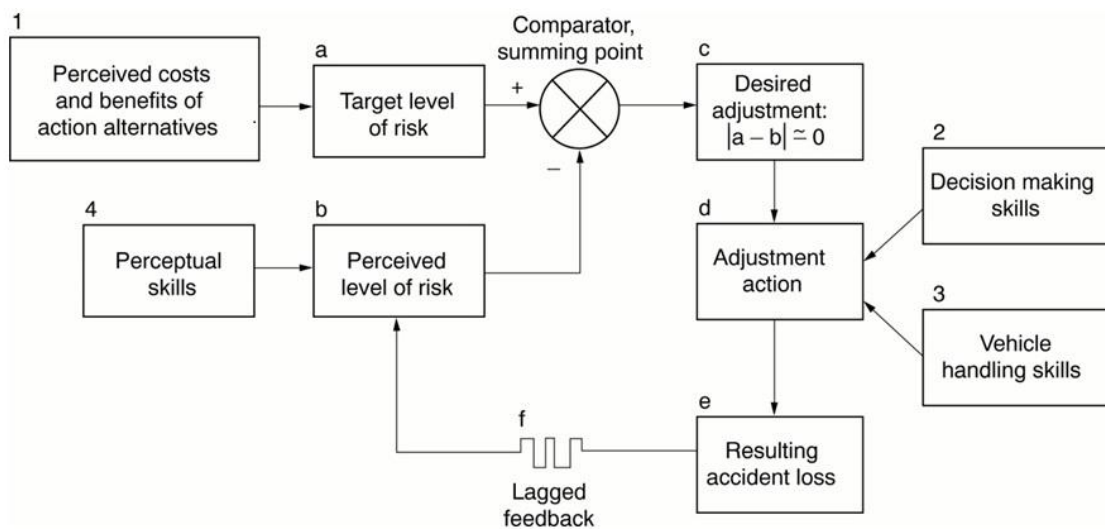 1
Perceived costs
and benefits of
action alternatives
a
Target level
of risk
+
Comparator,
summing point
−
c
Desired
adjustment:
|a − b| ≃ 0
2
Decision making
skills
4
Perceptual
skills
b
Perceived
level of risk
d
Adjustment
action
3
Vehicle
handling skills
e
Resulting
accident loss
f
Lagged
feedback